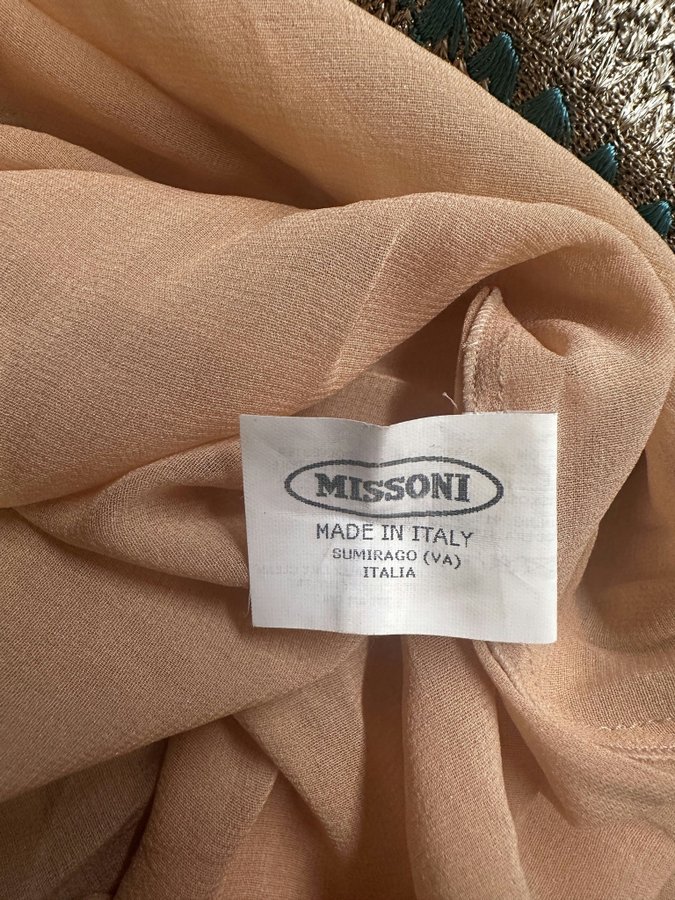 MISSONI
MADE IN ITALY
SUMIRAGO (VA)
ITALIA